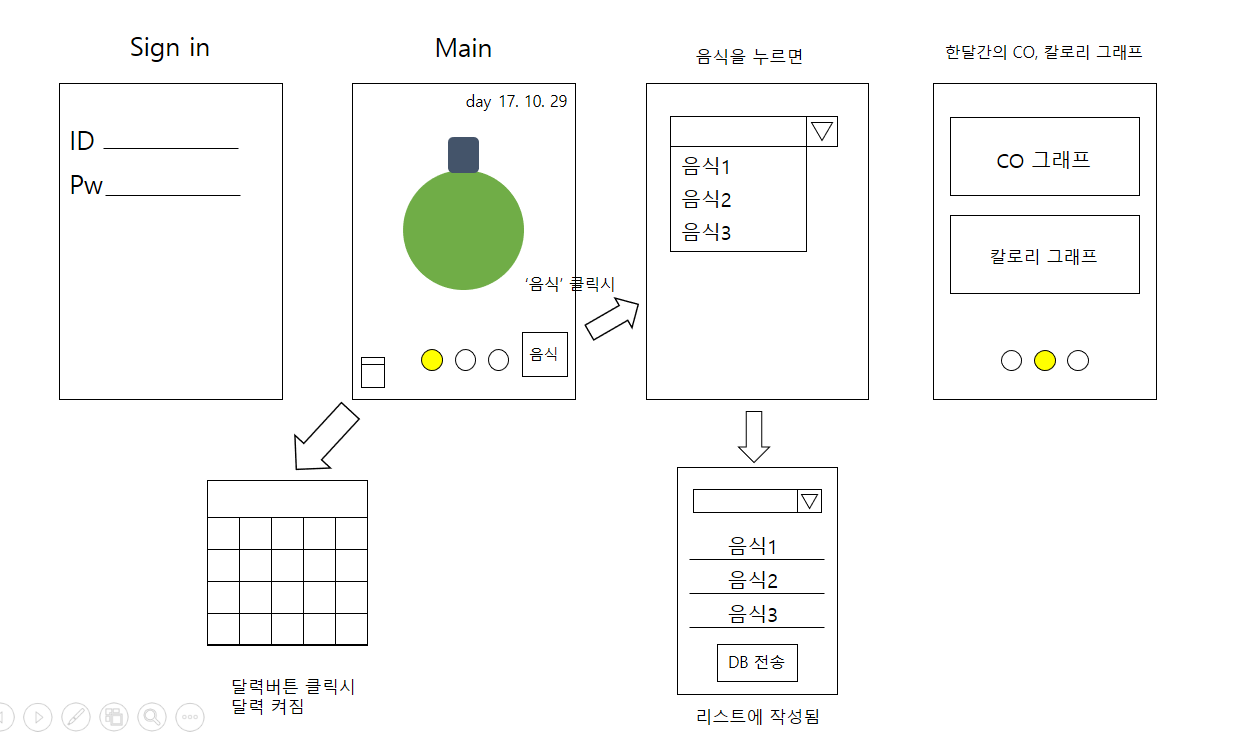 Sign in
ID
Pw
Main
day 17. 10. 29
음식
'음식' 클릭시
음식을 누르면
음식1
음식2
음식3
한달간의 CO, 칼로리 그래프
CO 그래프
칼로리 그래프
달력버튼 클릭시
달력 켜짐
음식1
음식2
음식3
DB 전송
리스트에 작성됨